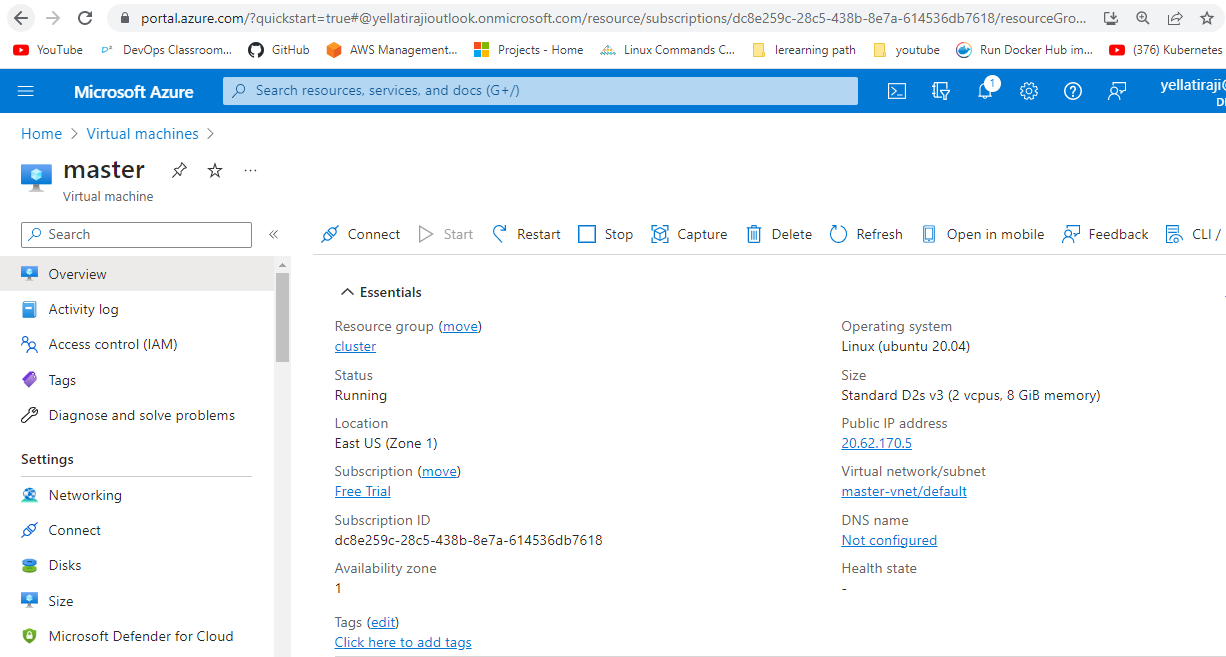 portal.azure.com/?quickstart=true#@yellatirajioutlook.onmicrosoft.com/resource/subscriptions/dc8e259c-28c5-438b-8e7a-614536db7618/resourceGro...
YouTube DevOps Classroom... GitHub AWS Management... Projects - Home Linux Commands C... lerearning path youtube Run Docker Hub im... (376) Kubernetes
Microsoft Azure Search resources, services, and docs (G+/) 1 yellatiraji@
Home > Virtual machines >
master ...
Virtual machine
Search « Connect Start Restart Stop Capture Delete Refresh Open in mobile Feedback CLI /
Overview
Activity log
Access control (IAM)
Tags
Diagnose and solve problems
Settings
Networking
Connect
Disks
Size
Microsoft Defender for Cloud
Essentials
Resource group (move)
cluster
Status
Running
Location
East US (Zone 1)
Subscription (move)
Free Trial
Subscription ID
dc8e259c-28c5-438b-8e7a-614536db7618
Availability zone
1
Tags (edit)
Click here to add tags
Operating system
Linux (ubuntu 20.04)
Size
Standard D2s v3 (2 vcpus, 8 GiB memory)
Public IP address
20.62.170.5
Virtual network/subnet
master-vnet/default
DNS name
Not configured
Health state
-